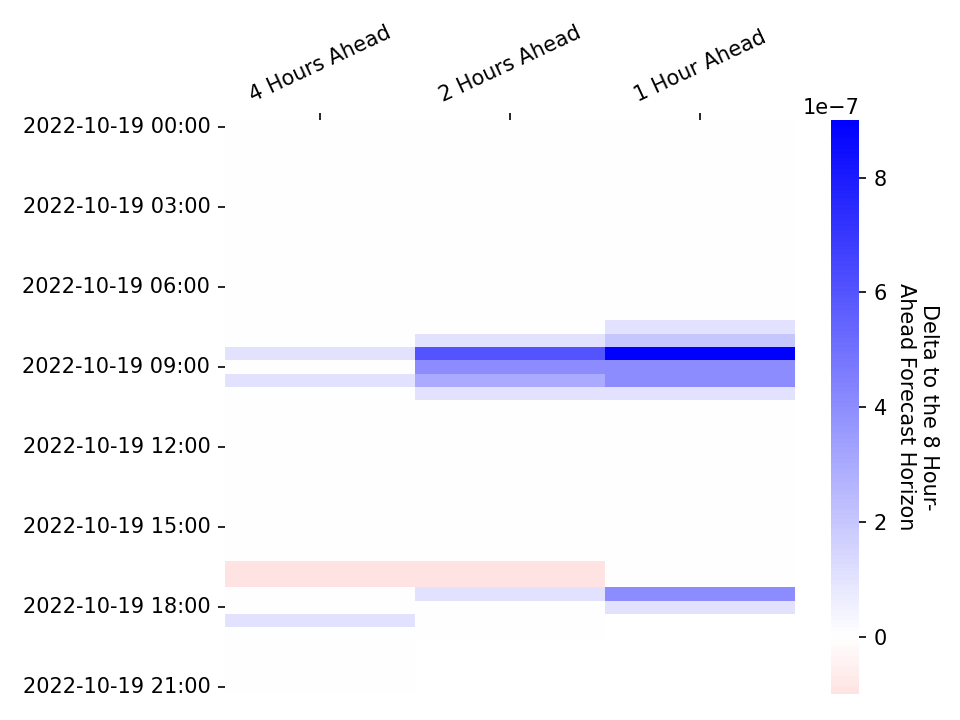 4 Hours Ahead
2 Hours Ahead
1 Hour Ahead
1e−7
2022-10-19 00:00
2022-10-19 03:00
2022-10-19 06:00
2022-10-19 09:00
2022-10-19 12:00
2022-10-19 15:00
2022-10-19 18:00
2022-10-19 21:00
8
6
4
2
0
Delta to the 8 Hour-
Ahead Forecast Horizon